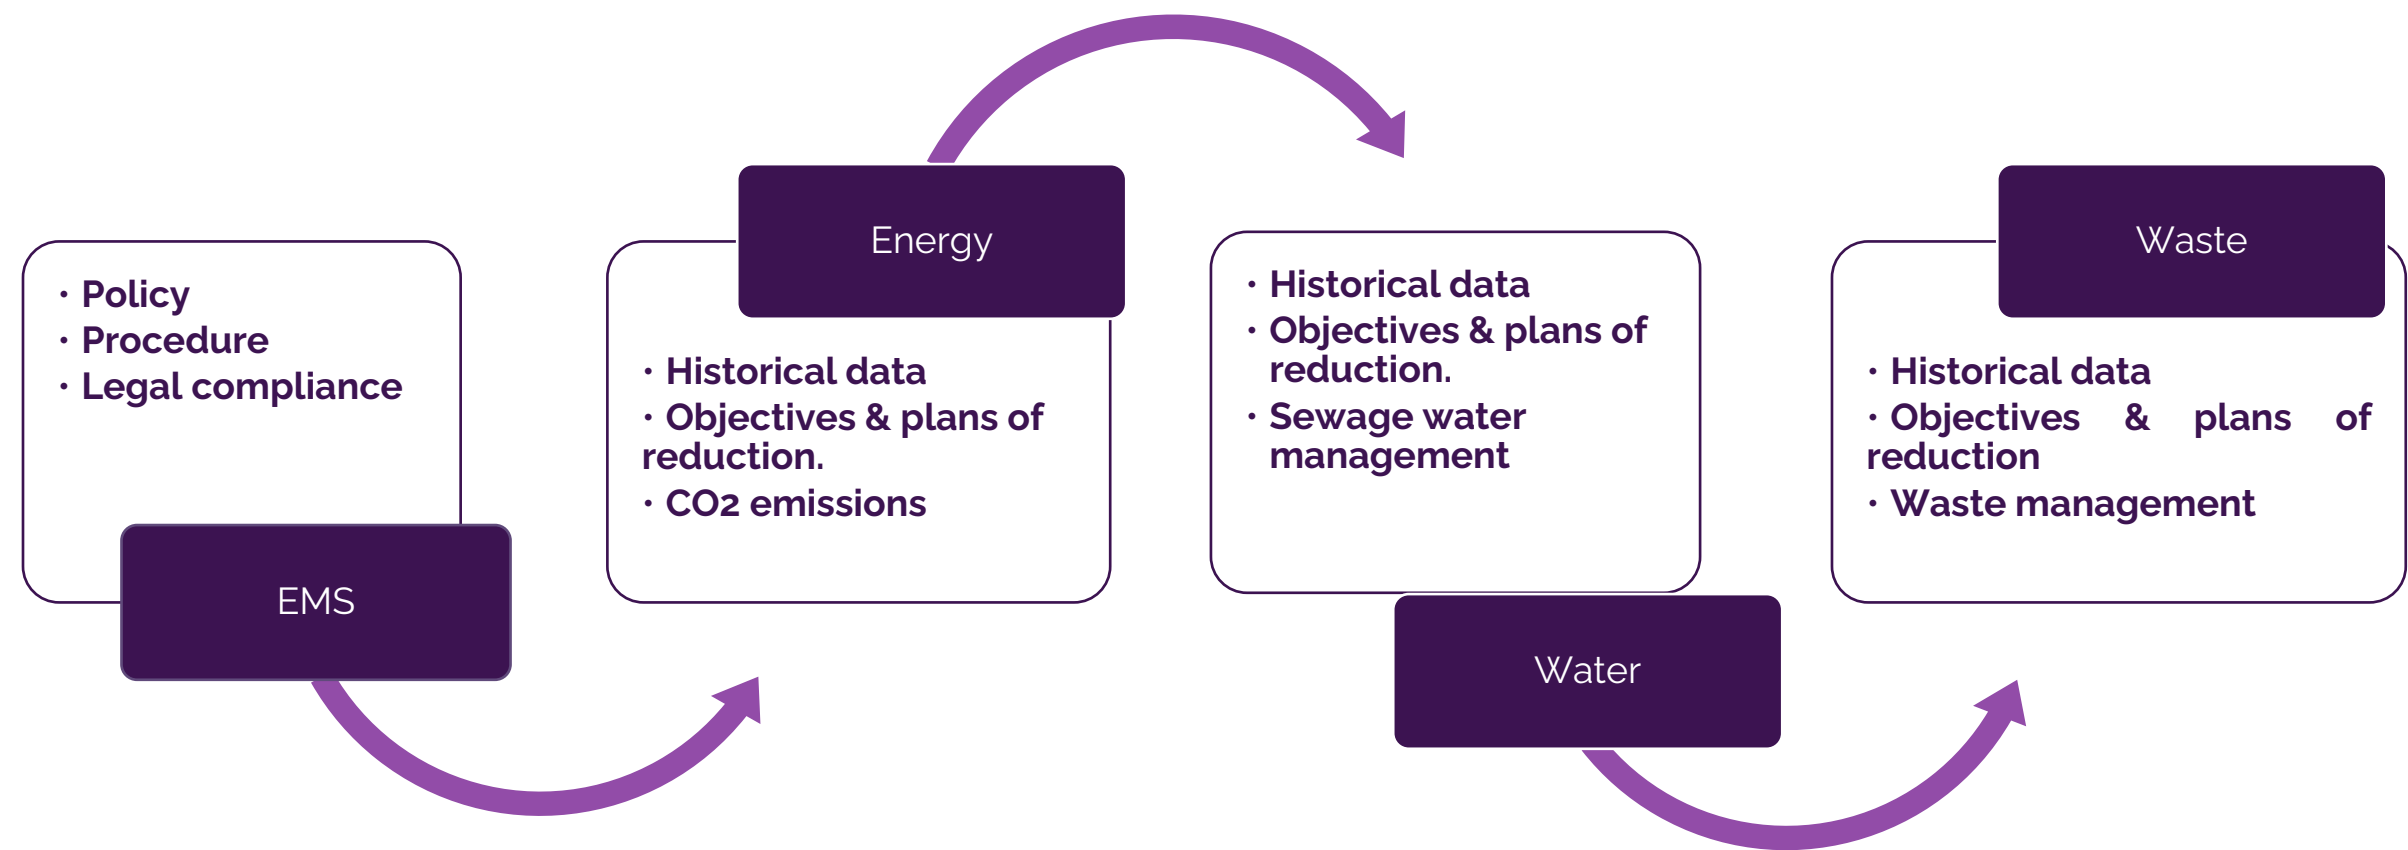 · Policy
· Procedure
· Legal compliance
EMS
Energy
· Historical data
· Objectives & plans of
reduction.
· CO2 emissions
· Historical data
· Objectives & plans of
reduction.
· Sewage water
management
Water
Waste
· Historical data
· Objectives & plans of
reduction
· Waste management